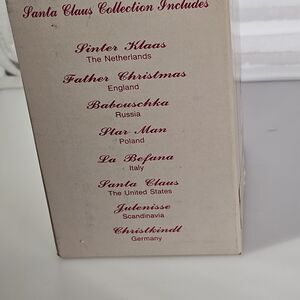 Santa Claus Collection Includes
Sinter Klaas
The Netherlands
Father Christmas
England
Babouschka
Russia
Star Man
Poland
La Befana
Italy
Santa Claus
The United States
Julenisse
Scandinavia
Christkindl
Germany